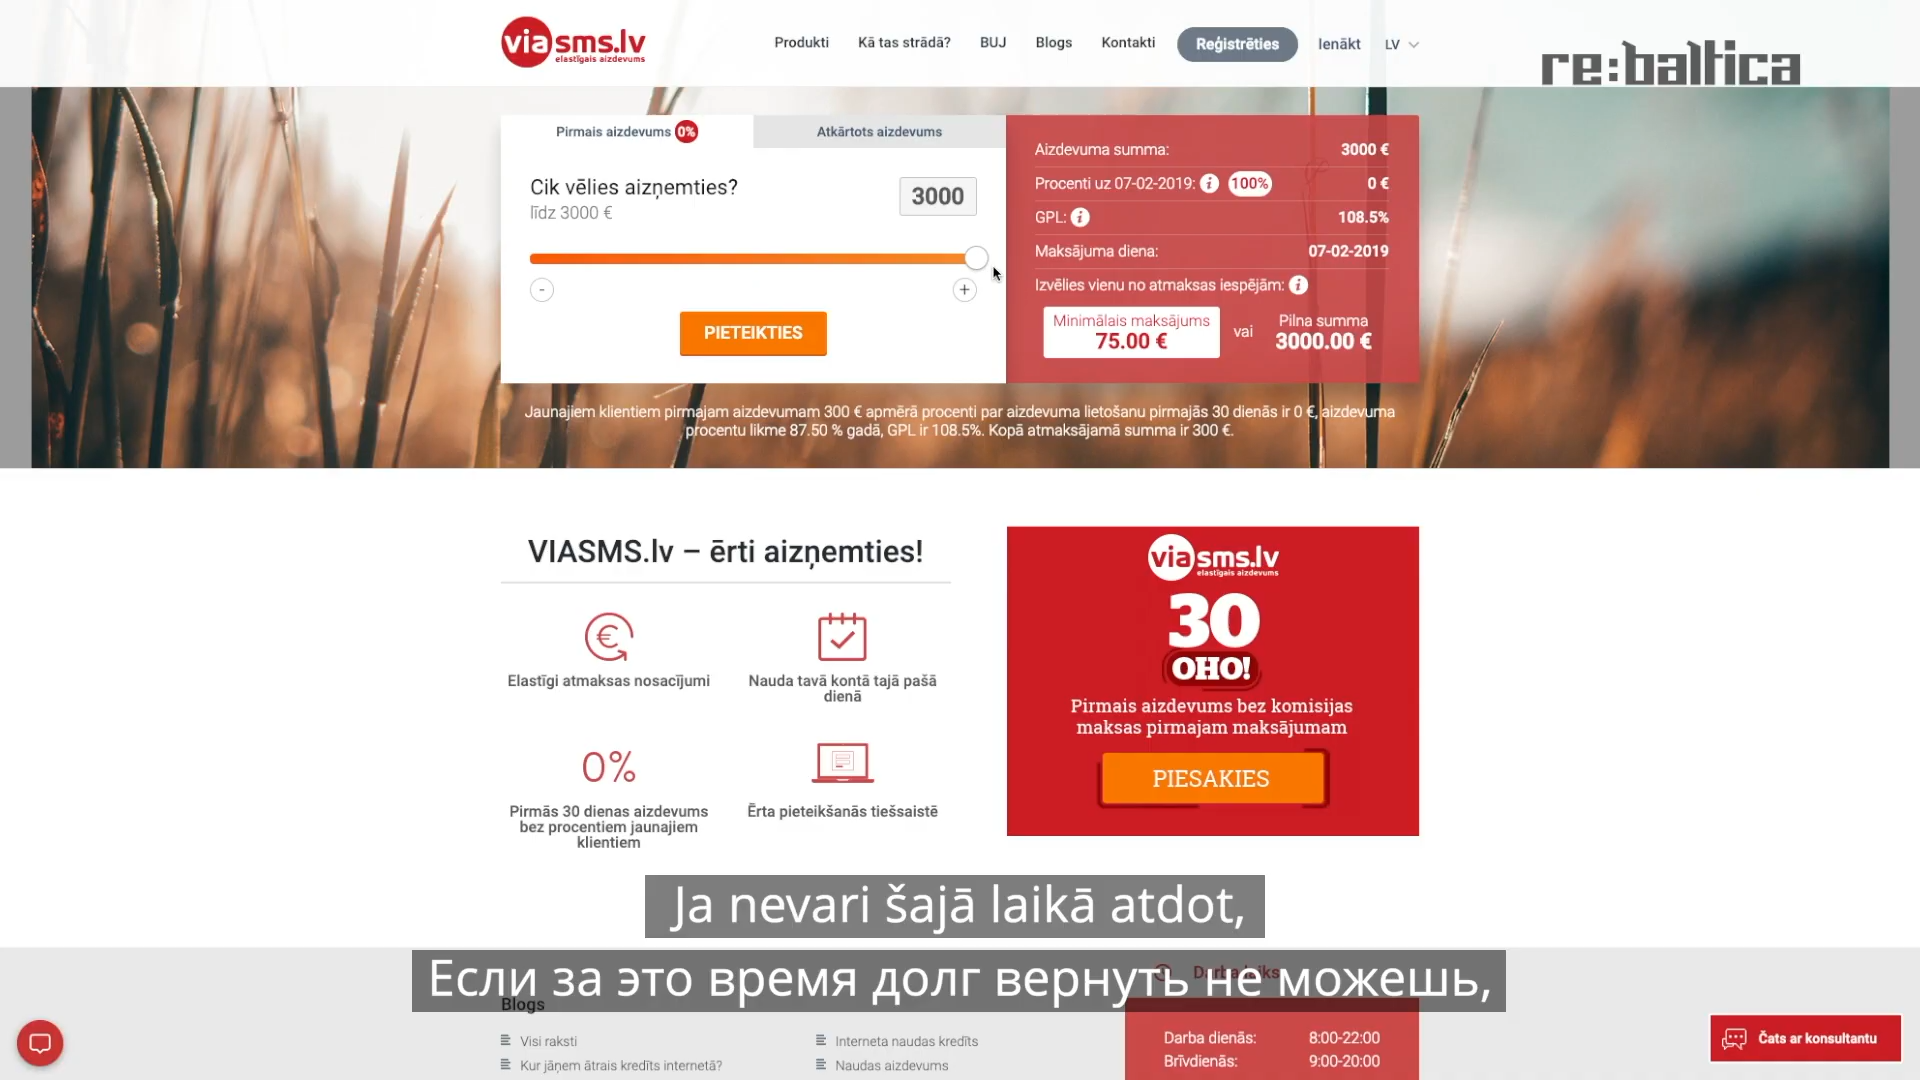 viasms.lv
elastīgais aizdevums
Produkti
Kā tas strādā?
BUJ
Blogs
Kontakti
Reģistrēties
Ienākt
LV
re:baltica
Pirmais aizdevums 0%
Atkārtots aizdevums
Cik vēlies aizņemties?
līdz 3000 €
3000
-
+
PIETEIKTIES
Aizdevuma summa: 3000 €
Procenti uz 07-02-2019: i 100% 0 €
GPL: i 108.5%
Maksājuma diena: 07-02-2019
Izvēlies vienu no atmaksas iespējām: i
Minimālais maksājums
75.00 €
vai
Pilna summa
3000.00 €
Jaunajiem klientiem pirmajam aizdevumam 300 € apmērā procenti par aizdevuma lietošanu pirmajās 30 dienās ir 0 €, aizdevuma
procentu likme 87.50 % gadā, GPL ir 108.5%. Kopā atmaksājamā summa ir 300 €.
VIASMS.lv – ērti aizņemties!
Elastīgi atmaksas nosacījumi
Nauda tavā kontā tajā pašā
dienā
0%
Pirmās 30 dienas aizdevums
bez procentiem jaunajiem
klientiem
Ērta pieteikšanās tiešsaistē
viasms.lv
elastīgais aizdevums
30
OHO!
Pirmais aizdevums bez komisijas
maksas pirmajam maksājumam
PIESAKIES
Ja nevari šajā laikā atdot,
Если за это время долг вернуть не можешь,
Darba laiks
Blogs
Visi raksti
Interneta naudas kredīts
Kur jāņem ātrais kredīts internetā?
Naudas aizdevums
Darba dienās: 8:00-22:00
Brīvdienās: 9:00-20:00
Čats ar konsultantu